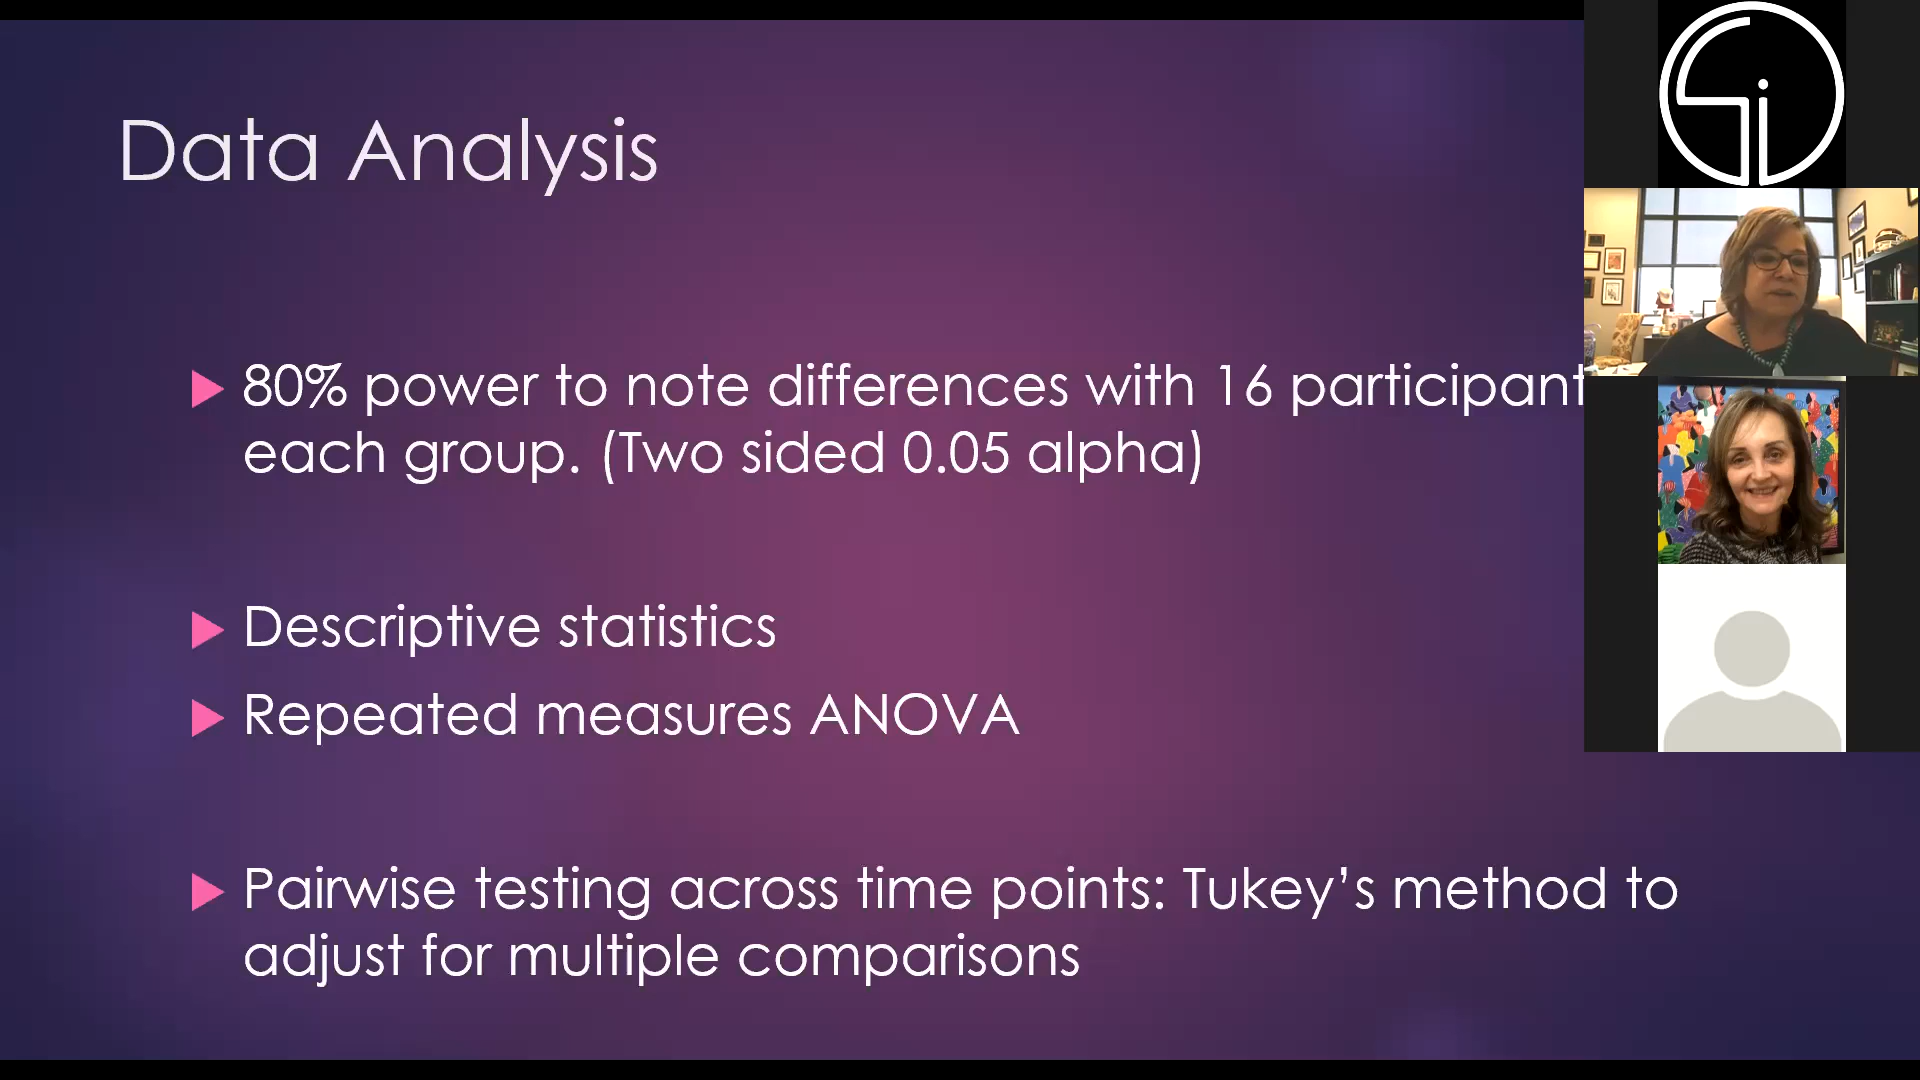 Data Analysis
80% power to note differences with 16 participant
each group. (Two sided 0.05 alpha)
Descriptive statistics
Repeated measures ANOVA
Pairwise testing across time points: Tukey’s method to
adjust for multiple comparisons